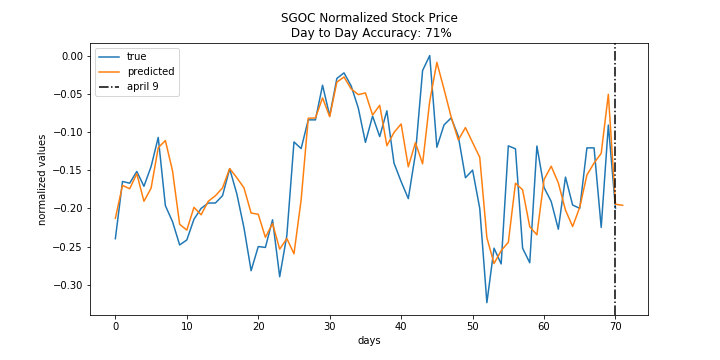 SGOC Normalized Stock Price
Day to Day Accuracy: 71%
true
predicted
april 9
normalized values
0.00
−0.05
−0.10
−0.15
−0.20
−0.25
−0.30
0 10 20 30 40 50 60 70
days